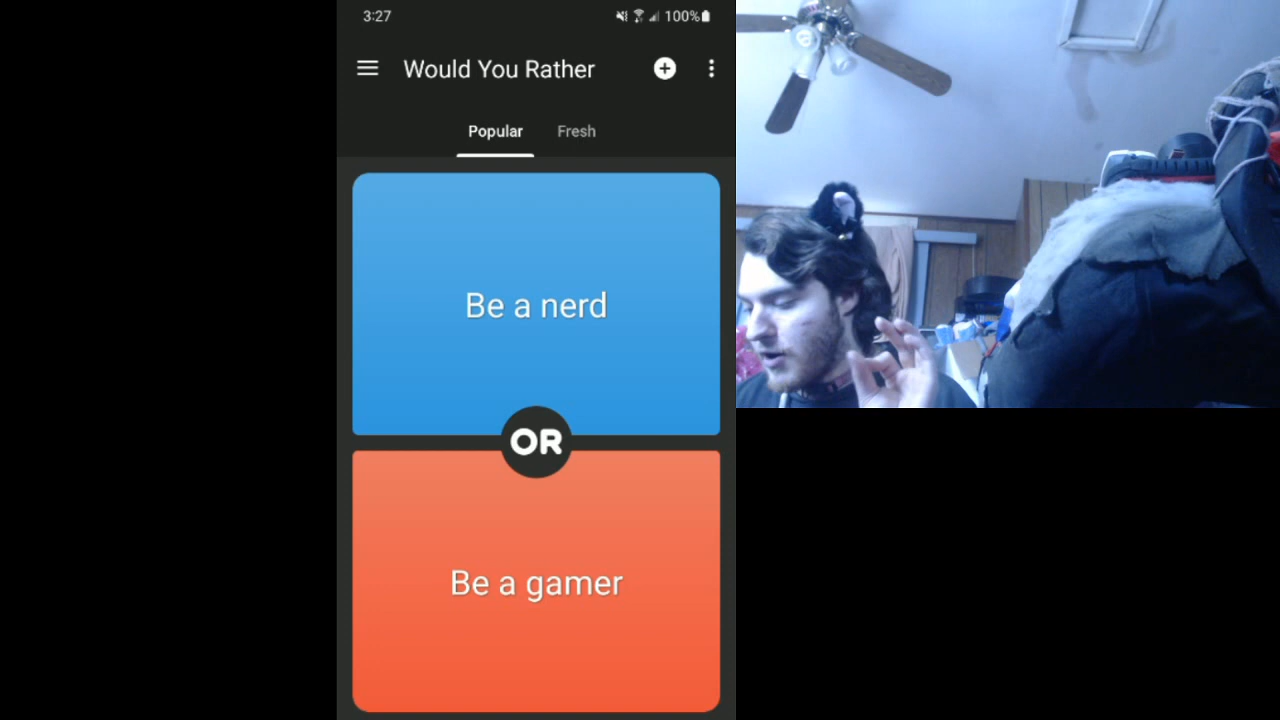 3:27 100%
Would You Rather
Popular Fresh
Be a nerd
OR
Be a gamer